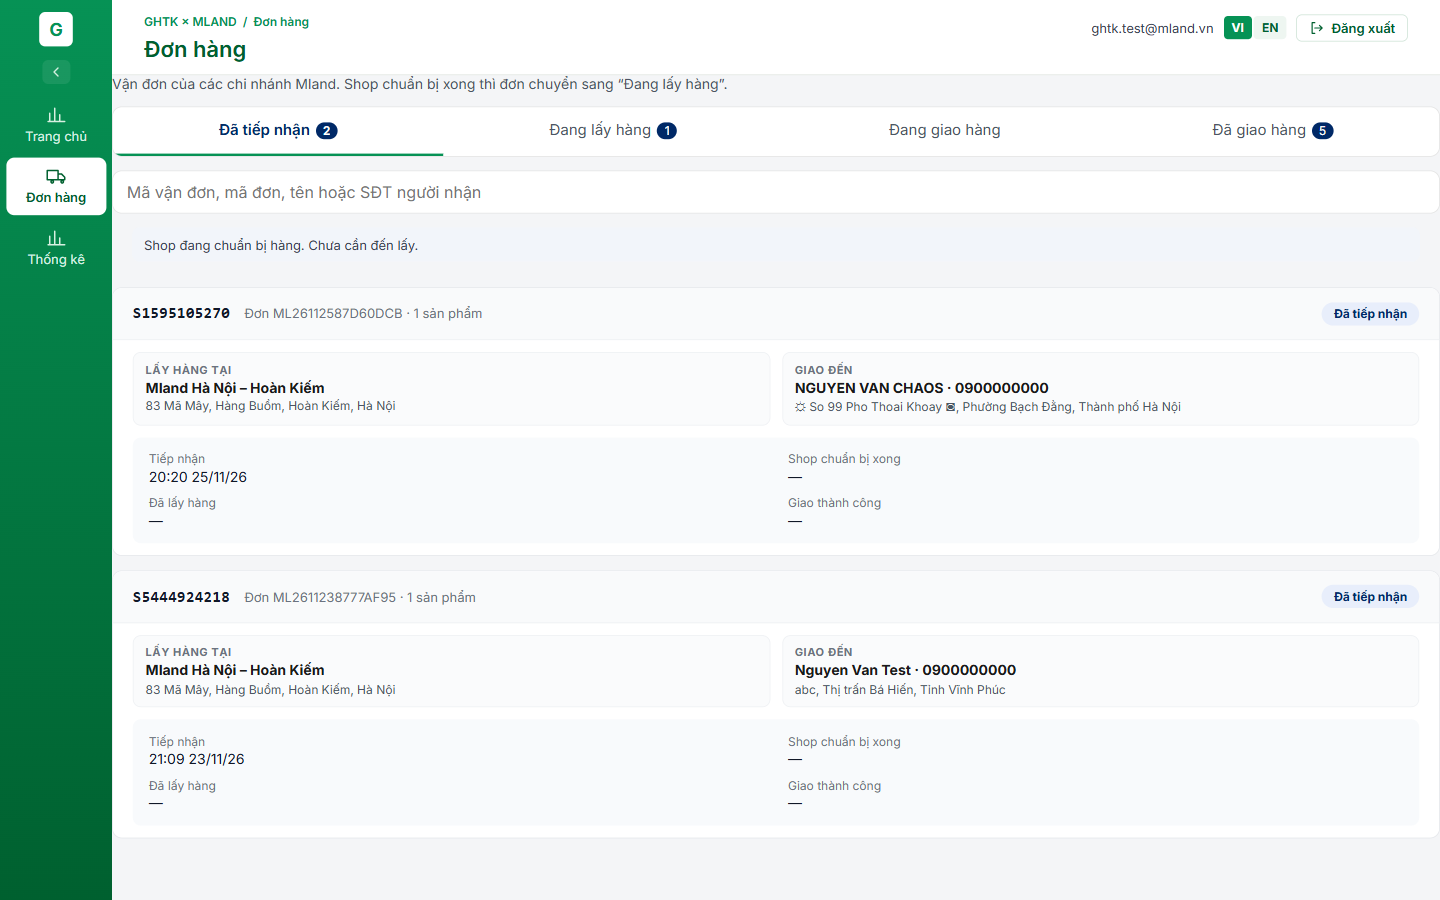 G
GHTK × MLAND / Đơn hàng
Đơn hàng
ghtk.test@mland.vn
VI
EN
Đăng xuất
Trang chủ
Đơn hàng
Thống kê
Vận đơn của các chi nhánh Mland. Shop chuẩn bị xong thì đơn chuyển sang “Đang lấy hàng”.
Đã tiếp nhận 2
Đang lấy hàng 1
Đang giao hàng
Đã giao hàng 5
Mã vận đơn, mã đơn, tên hoặc SĐT người nhận
Shop đang chuẩn bị hàng. Chưa cần đến lấy.
S1595105270 Đơn ML26112587D60DCB · 1 sản phẩm
Đã tiếp nhận
LẤY HÀNG TẠI
Mland Hà Nội – Hoàn Kiếm
83 Mã Mây, Hàng Buồm, Hoàn Kiếm, Hà Nội
GIAO ĐẾN
NGUYEN VAN CHAOS · 0900000000
So 99 Pho Thoai Khoay , Phường Bạch Đằng, Thành phố Hà Nội
Tiếp nhận
20:20 25/11/26
Shop chuẩn bị xong
—
Đã lấy hàng
—
Giao thành công
—
S5444924218 Đơn ML2611238777AF95 · 1 sản phẩm
Đã tiếp nhận
LẤY HÀNG TẠI
Mland Hà Nội – Hoàn Kiếm
83 Mã Mây, Hàng Buồm, Hoàn Kiếm, Hà Nội
GIAO ĐẾN
Nguyen Van Test · 0900000000
abc, Thị trấn Bá Hiến, Tỉnh Vĩnh Phúc
Tiếp nhận
21:09 23/11/26
Shop chuẩn bị xong
—
Đã lấy hàng
—
Giao thành công
—